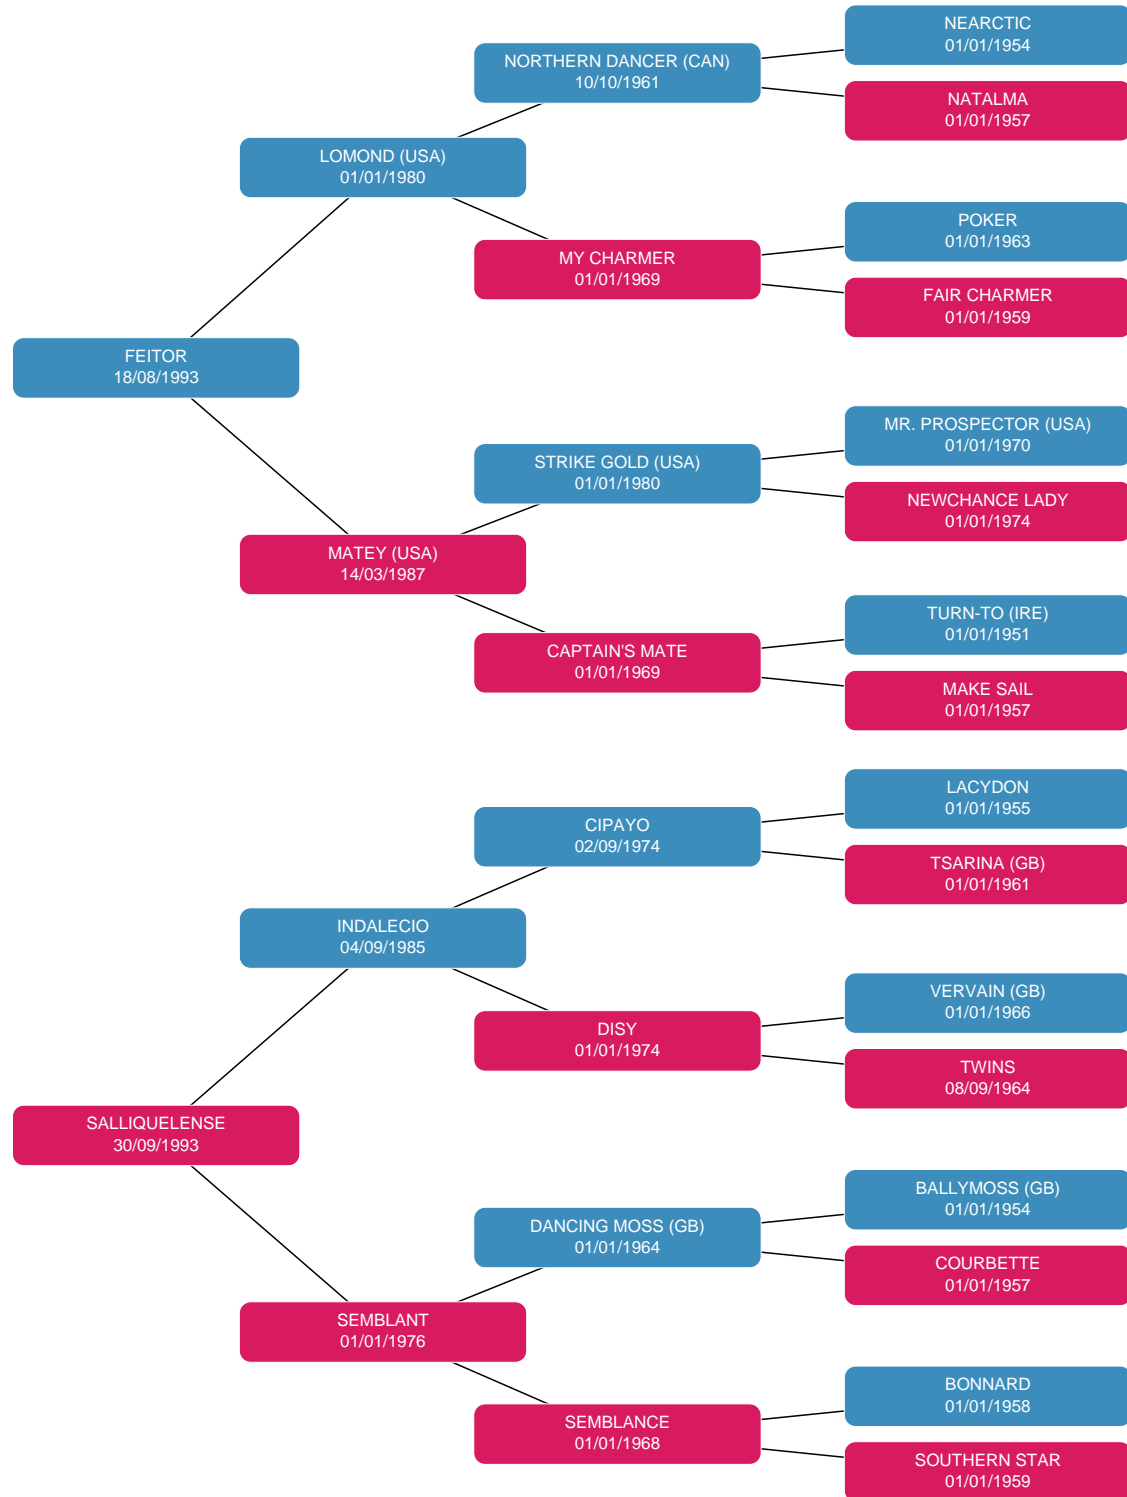 NEARCTIC
01/01/1954
NORTHERN DANCER (CAN)
10/10/1961
NATALMA
01/01/1957
LOMOND (USA)
01/01/1980
POKER
01/01/1963
MY CHARMER
01/01/1969
FAIR CHARMER
01/01/1959
FEITOR
18/08/1993
MR. PROSPECTOR (USA)
01/01/1970
STRIKE GOLD (USA)
01/01/1980
NEWCHANCE LADY
01/01/1974
MATEY (USA)
14/03/1987
TURN-TO (IRE)
01/01/1951
CAPTAIN'S MATE
01/01/1969
MAKE SAIL
01/01/1957
LACYDON
01/01/1955
CIPAYO
02/09/1974
TSARINA (GB)
01/01/1961
INDALECIO
04/09/1985
VERVAIN (GB)
01/01/1966
DISY
01/01/1974
TWINS
08/09/1964
SALLIQUELENSE
30/09/1993
BALLYMOSS (GB)
01/01/1954
DANCING MOSS (GB)
01/01/1964
COURBETTE
01/01/1957
SEMBLANT
01/01/1976
BONNARD
01/01/1958
SEMBLANCE
01/01/1968
SOUTHERN STAR
01/01/1959